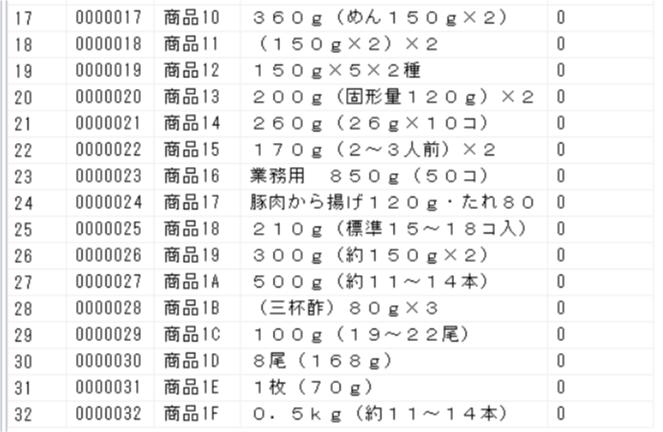 17 0000017 商品10 360g(めん150g×2) 0
18 0000018 商品11 (150g×2)×2 0
19 0000019 商品12 150g×5×2種 0
20 0000020 商品13 200g(固形量120g)×2 0
21 0000021 商品14 260g(26g×10コ) 0
22 0000022 商品15 170g(2~3人前)×2 0
23 0000023 商品16 業務用 850g(50コ) 0
24 0000024 商品17 豚肉から揚げ120g・たれ80 0
25 0000025 商品18 210g(標準15~18コ入) 0
26 0000026 商品19 300g(約150g×2) 0
27 0000027 商品1A 500g(約11~14本) 0
28 0000028 商品1B (三杯酢)80g×3 0
29 0000029 商品1C 100g(19~22尾) 0
30 0000030 商品1D 8尾(168g) 0
31 0000031 商品1E 1枚(70g) 0
32 0000032 商品1F 0.5kg(約11~14本) 0